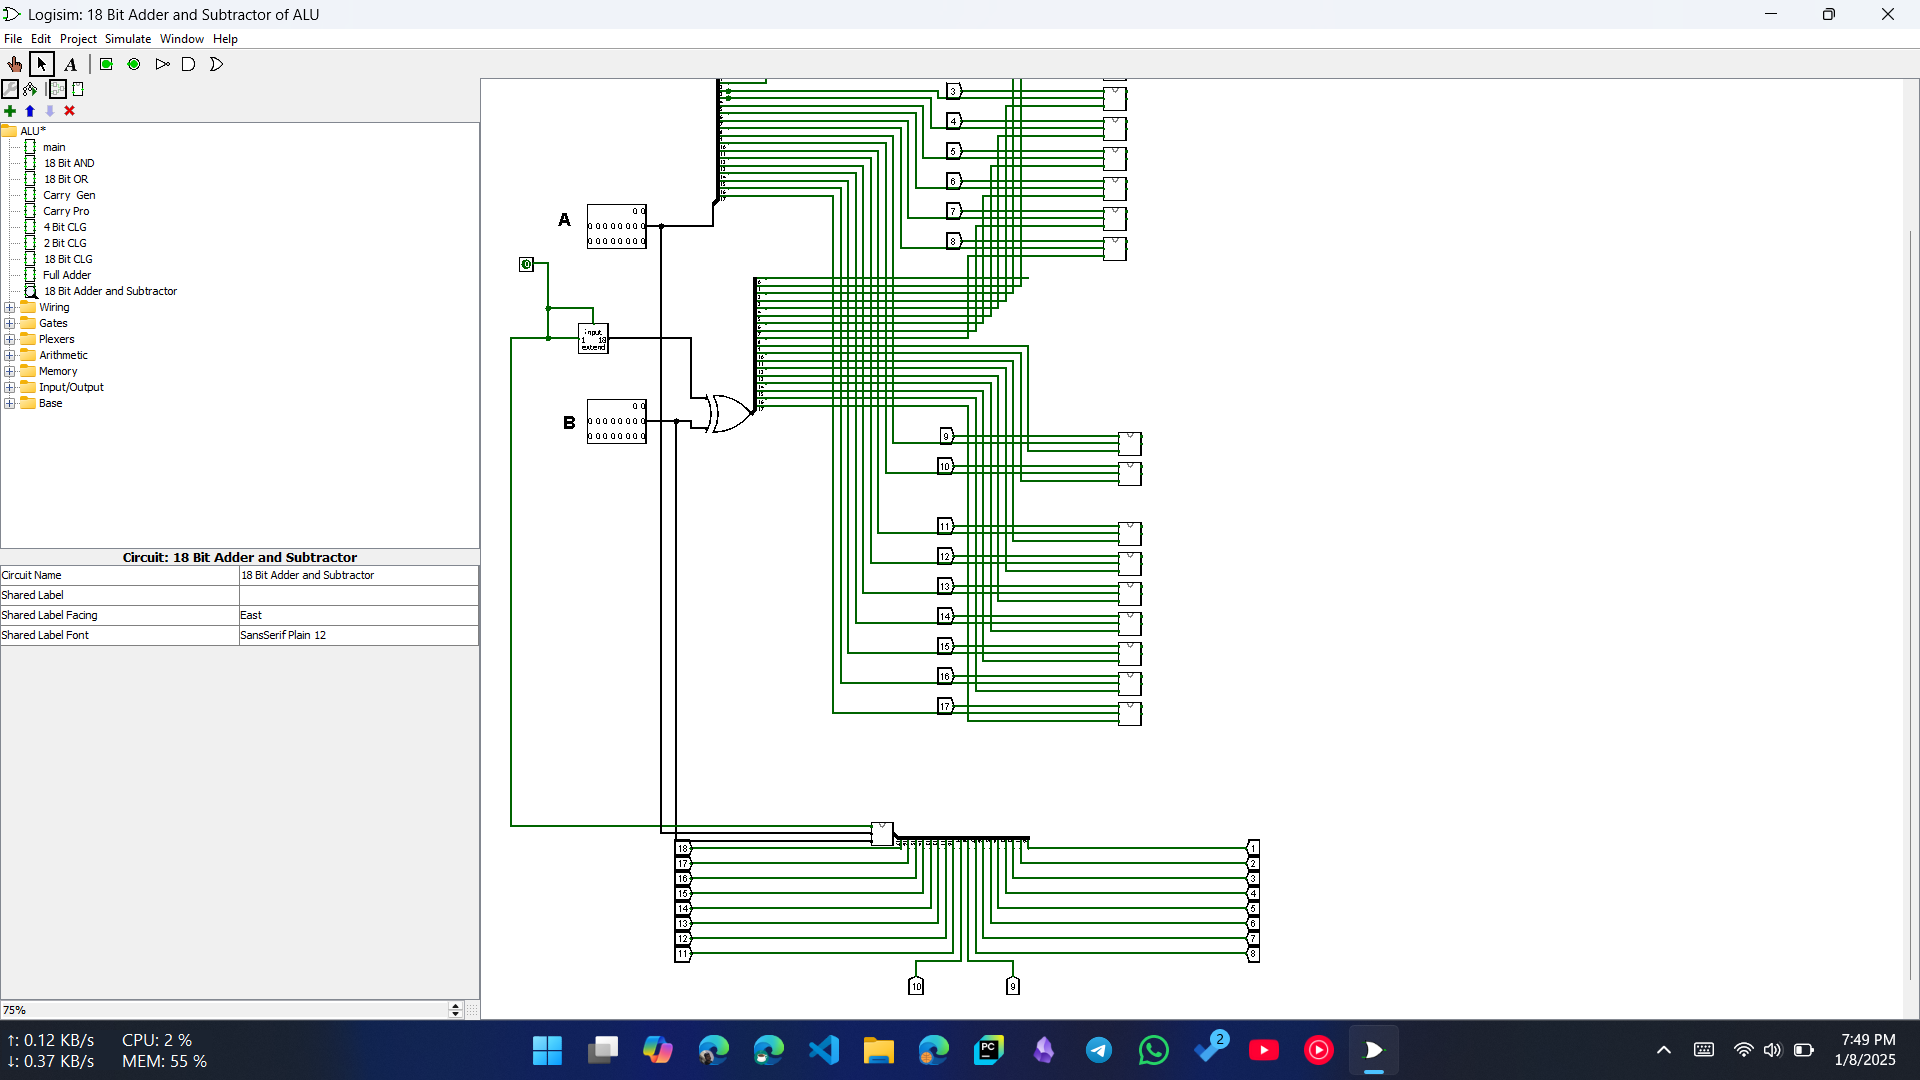 Logisim: 18 Bit Adder and Subtractor of ALU
File Edit Project Simulate Window Help
A
ALU*
main
18 Bit AND
18 Bit OR
Carry Gen
Carry Pro
4 Bit CLG
2 Bit CLG
18 Bit CLG
Full Adder
18 Bit Adder and Subtractor
Wiring
Gates
Plexers
Arithmetic
Memory
Input/Output
Base
Circuit: 18 Bit Adder and Subtractor
Circuit Name 18 Bit Adder and Subtractor
Shared Label
Shared Label Facing East
Shared Label Font SansSerif Plain 12
75%
3
4
5
6
7
8
A
0 0
0 0 0 0 0 0 0 0
0 0 0 0 0 0 0 0
0
input
1 18
extend
B
0 0
0 0 0 0 0 0 0 0
0 0 0 0 0 0 0 0
9
10
11
12
13
14
15
16
17
18 1
17 2
16 3
15 4
14 5
13 6
12 7
11 8
10 9
↑: 0.12 KB/s CPU: 2 %
↓: 0.37 KB/s MEM: 55 %
PC
2
7:49 PM
1/8/2025